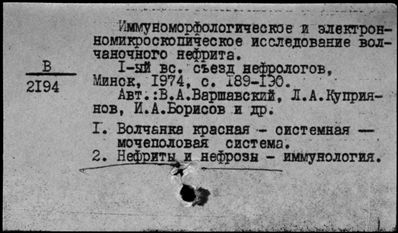 Иммуноморфологическое и электрон-
номикроскопическое исследование вол-
чаночного нефрита.
В
2194
I-ый вс. съезд нефрологов,
Минск, 1974, с. 189-190.
Авт.:В.А.Варшавский, Л.А.Куприя-
нов, И.А.Борисов и др.
1. Волчанка красная - системная —
мочеполовая система.
2. Нефриты и нефрозы - иммунология.